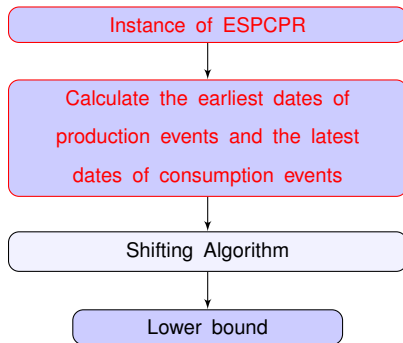 Instance of ESPCPR
Calculate the earliest dates of
production events and the latest
dates of consumption events
Shifting Algorithm
Lower bound